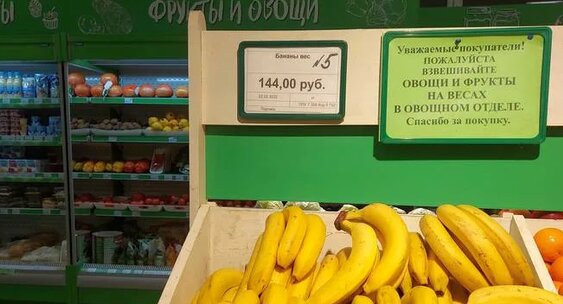 ФРУКТЫ И ОВОЩИ
Бананы вес
№5
144,00 руб.
Уважаемые покупатели!
ПОЖАЛУЙСТА
ВЗВЕШИВАЙТЕ
ОВОЩИ И ФРУКТЫ
НА ВЕСАХ
В ОВОЩНОМ ОТДЕЛЕ.
Спасибо за покупку.